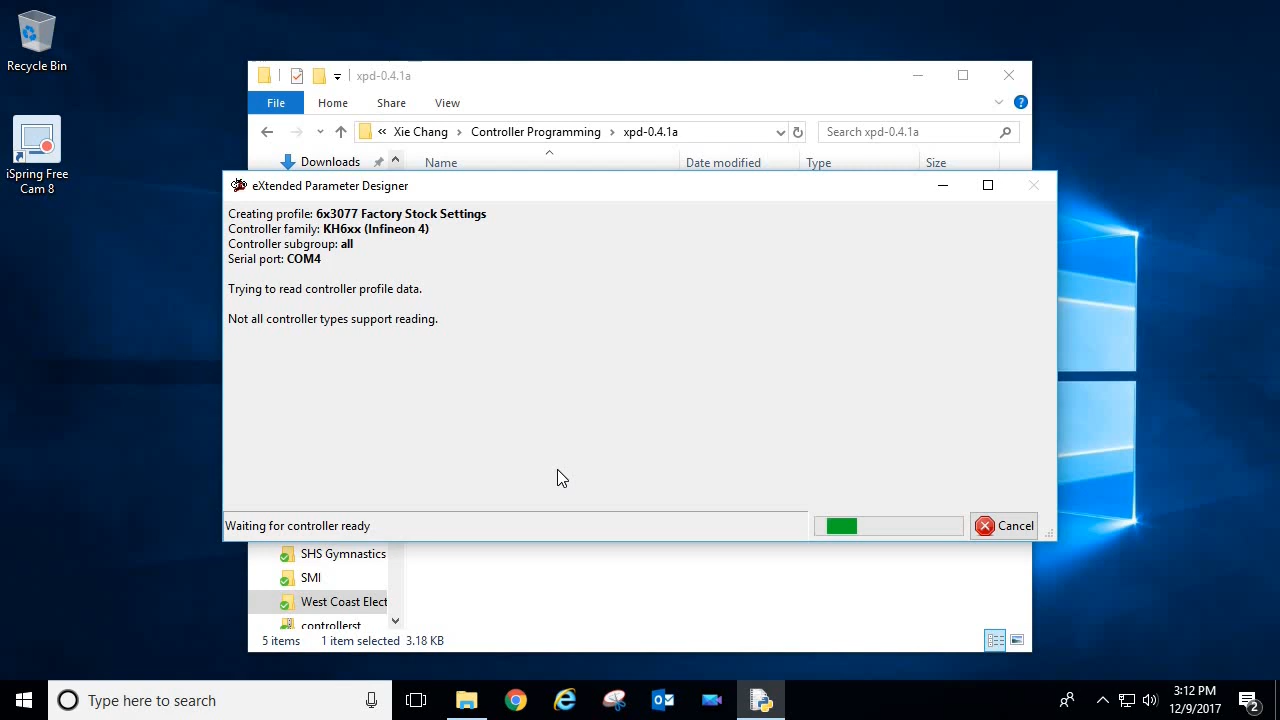 Recycle Bin
iSpring Free
Cam 8
xpd-0.4.1a
File Home Share View
Xie Chang Controller Programming xpd-0.4.1a Search xpd-0.4.1a
Downloads Name Date modified Type Size
eXtended Parameter Designer
Creating profile: 6x3077 Factory Stock Settings
Controller family: KH6xx (Infineon 4)
Controller subgroup: all
Serial port: COM4
Trying to read controller profile data.
Not all controller types support reading.
Waiting for controller ready Cancel
SHS Gymnastics
SMI
West Coast Elect
controllerst
5 items 1 item selected 3.18 KB
Type here to search
3:12 PM
12/9/2017
2